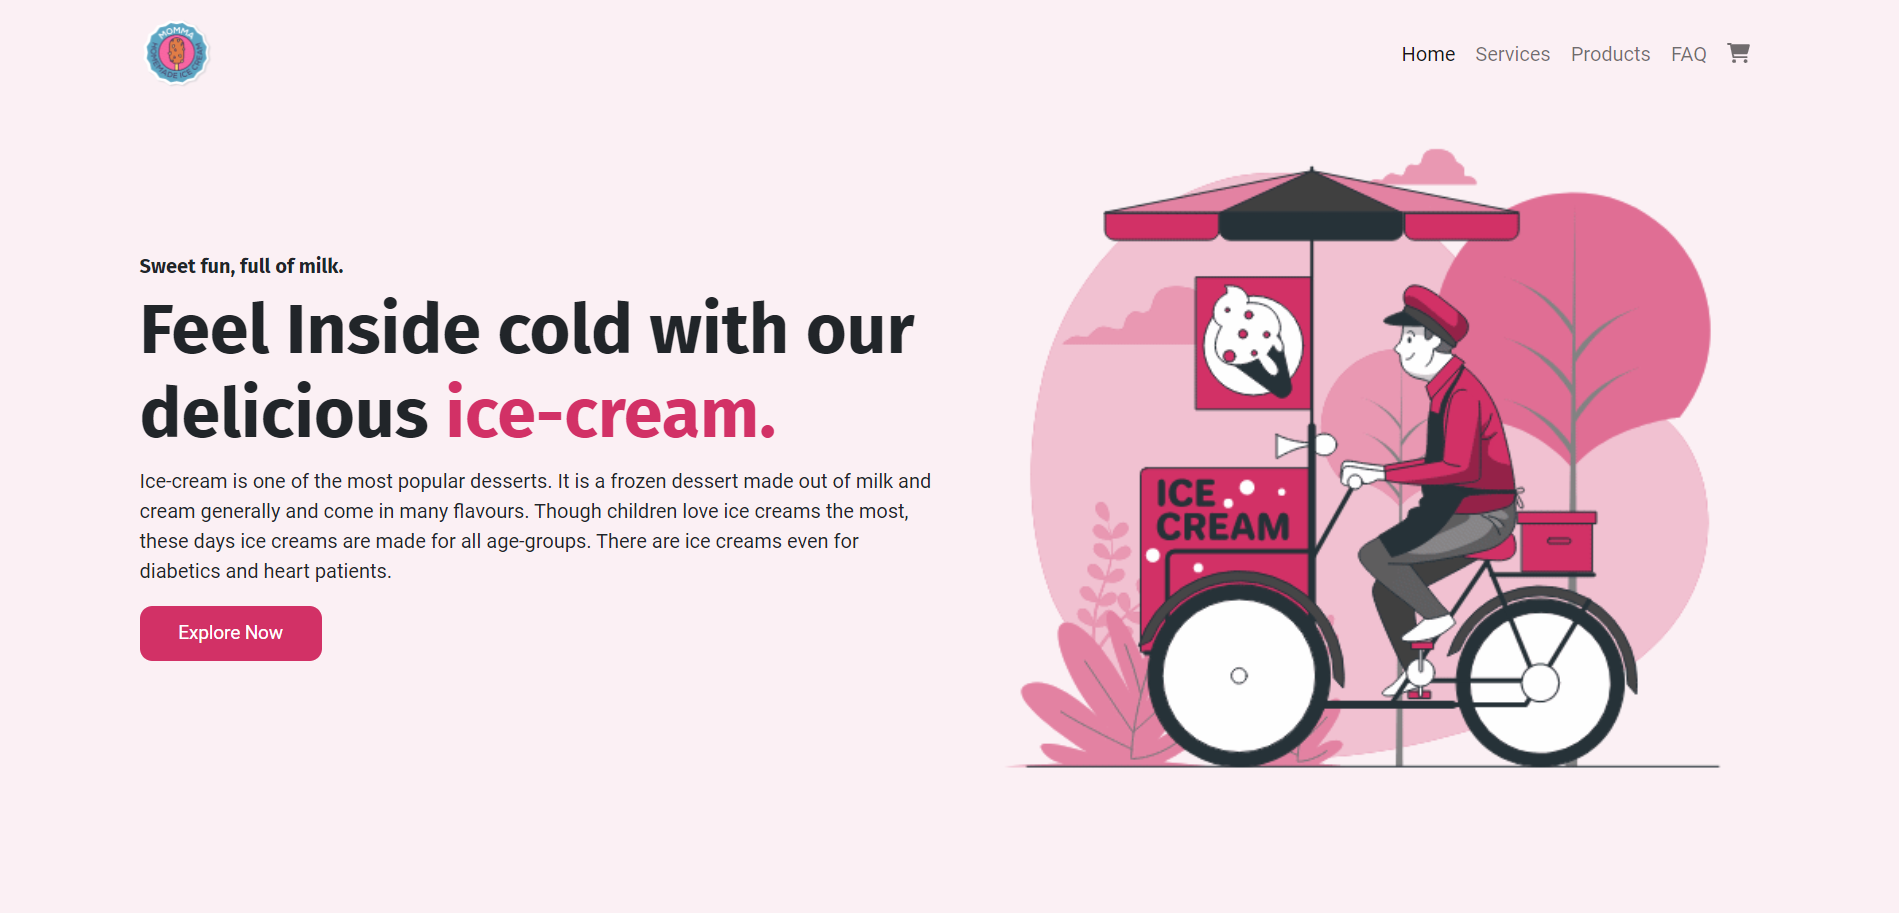 MOMMA
HOMEMADE ICE CREAM
Home Services Products FAQ
Sweet fun, full of milk.
Feel Inside cold with our
delicious ice-cream.
Ice-cream is one of the most popular desserts. It is a frozen dessert made out of milk and
cream generally and come in many flavours. Though children love ice creams the most,
these days ice creams are made for all age-groups. There are ice creams even for
diabetics and heart patients.
Explore Now
ICE
CREAM